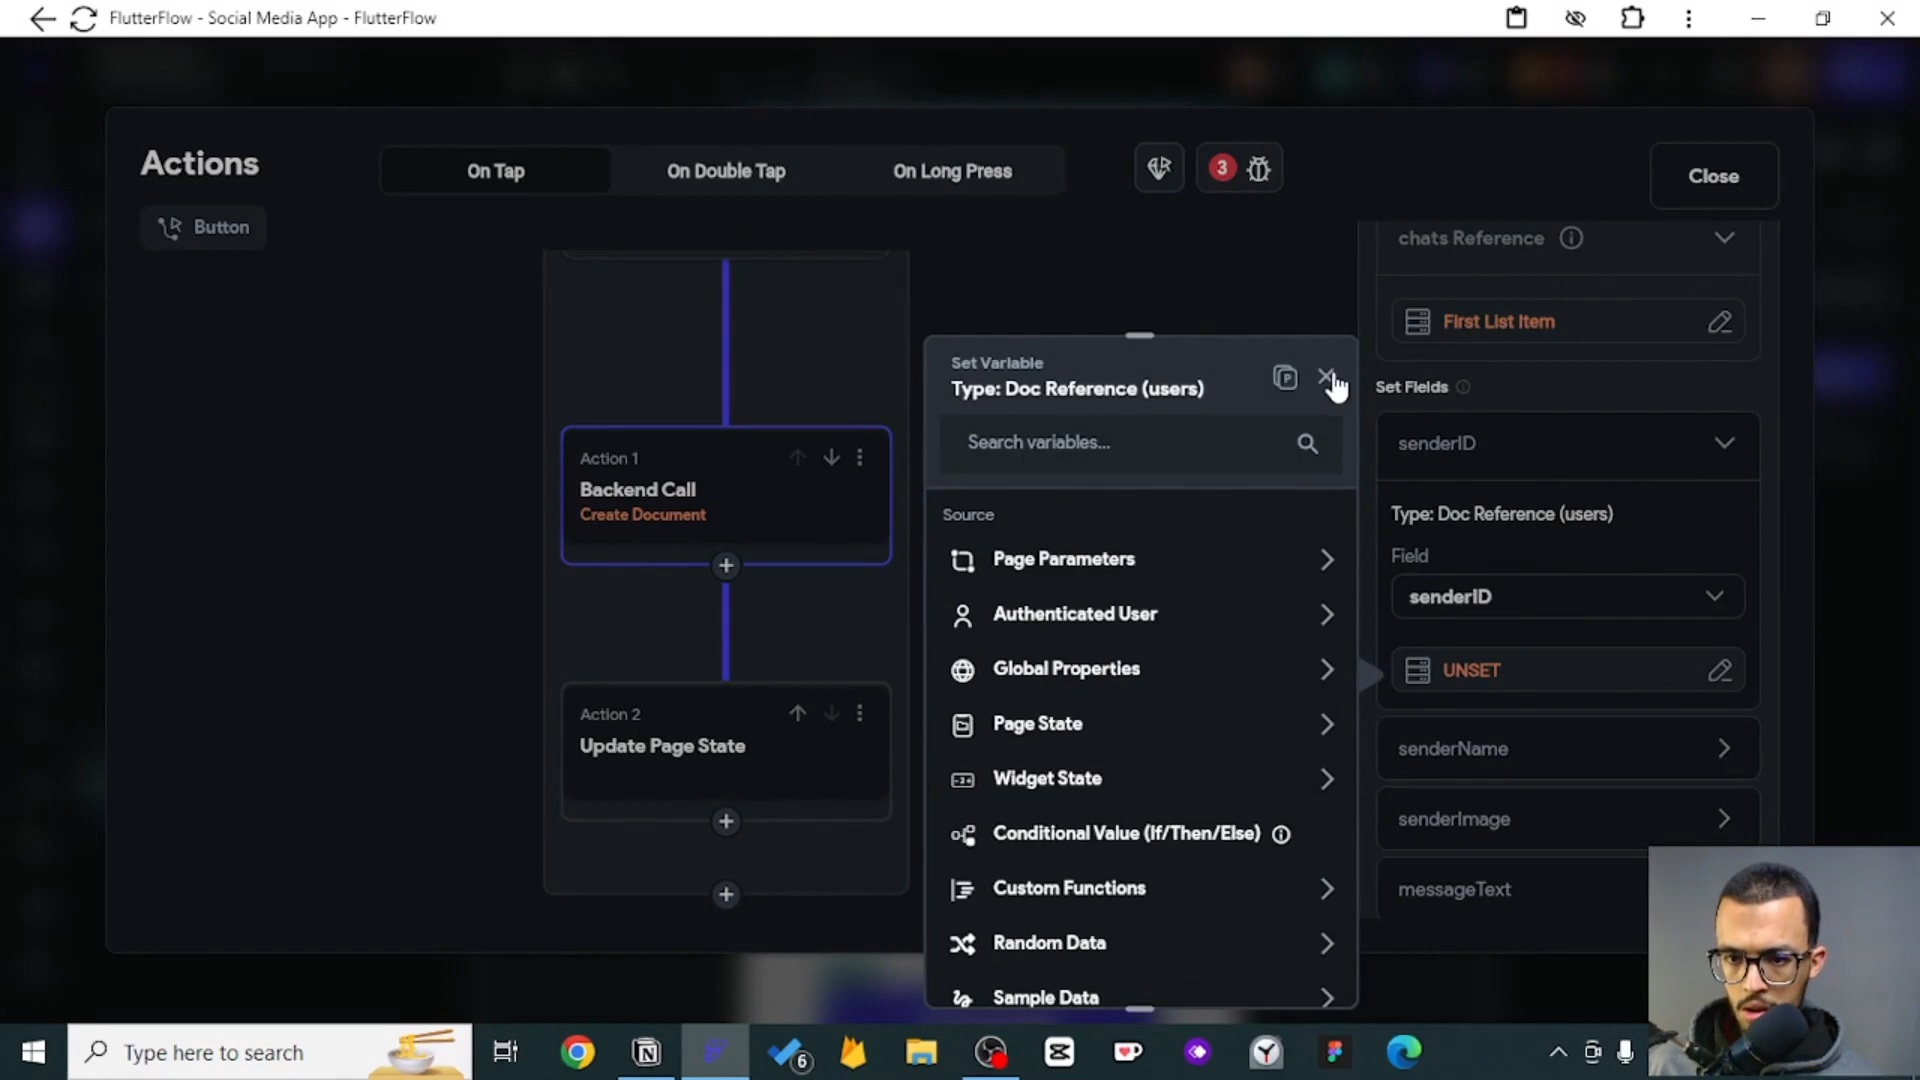 FlutterFlow - Social Media App - FlutterFlow
Actions
On Tap
On Double Tap
On Long Press
3
Close
Button
chats Reference
First List Item
Set Variable
Type: Doc Reference (users)
Search variables...
Set Fields
senderID
Action 1
Backend Call
Create Document
Source
Page Parameters
Authenticated User
Global Properties
Page State
Widget State
Conditional Value (If/Then/Else)
Custom Functions
Random Data
Sample Data
Type: Doc Reference (users)
Field
senderID
UNSET
Action 2
Update Page State
senderName
senderImage
messageText
Type here to search
6